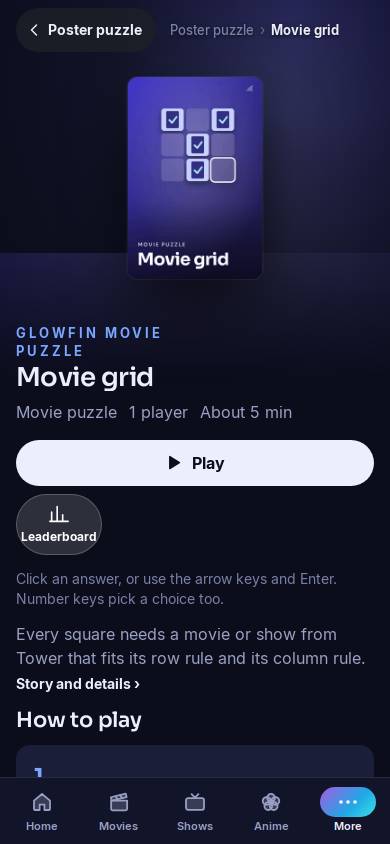 Poster puzzle
Poster puzzle › Movie grid
MOVIE PUZZLE
Movie grid
GLOWFIN MOVIE
PUZZLE
Movie grid
Movie puzzle 1 player About 5 min
Play
Leaderboard
Click an answer, or use the arrow keys and Enter.
Number keys pick a choice too.
Every square needs a movie or show from
Tower that fits its row rule and its column rule.
Story and details ›
How to play
1
Home Movies Shows Anime More